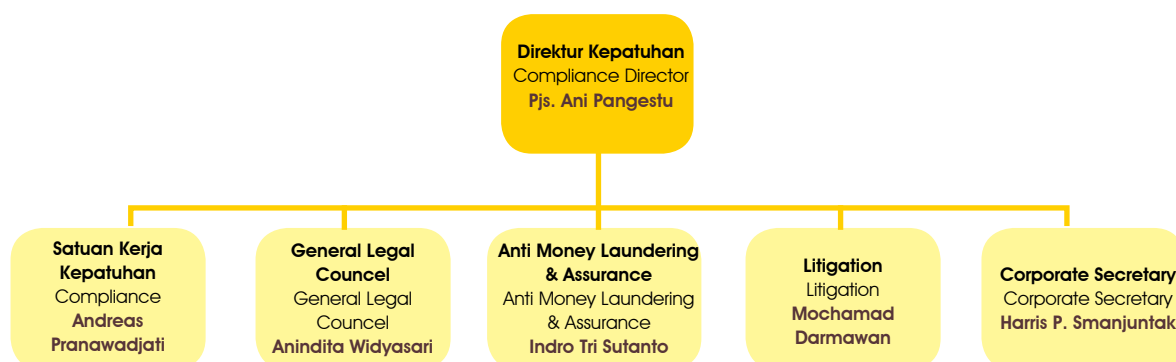 Direktur Kepatuhan
Compliance Director
Pjs. Ani Pangestu
Satuan Kerja
Kepatuhan
Compliance
Andreas
Pranawadjati
General Legal
Councel
General Legal
Councel
Anindita Widyasari
Anti Money Laundering
& Assurance
Anti Money Laundering
& Assurance
Indro Tri Sutanto
Litigation
Litigation
Mochamad
Darmawan
Corporate Secretary
Corporate Secretary
Harris P. Smanjuntak